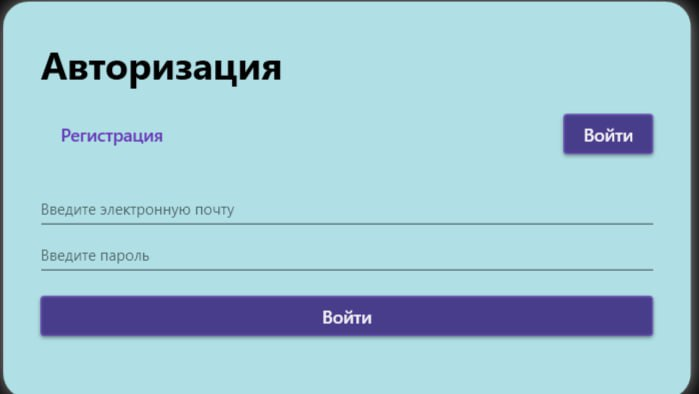 Авторизация
Регистрация
Войти
Введите электронную почту
Введите пароль
Войти